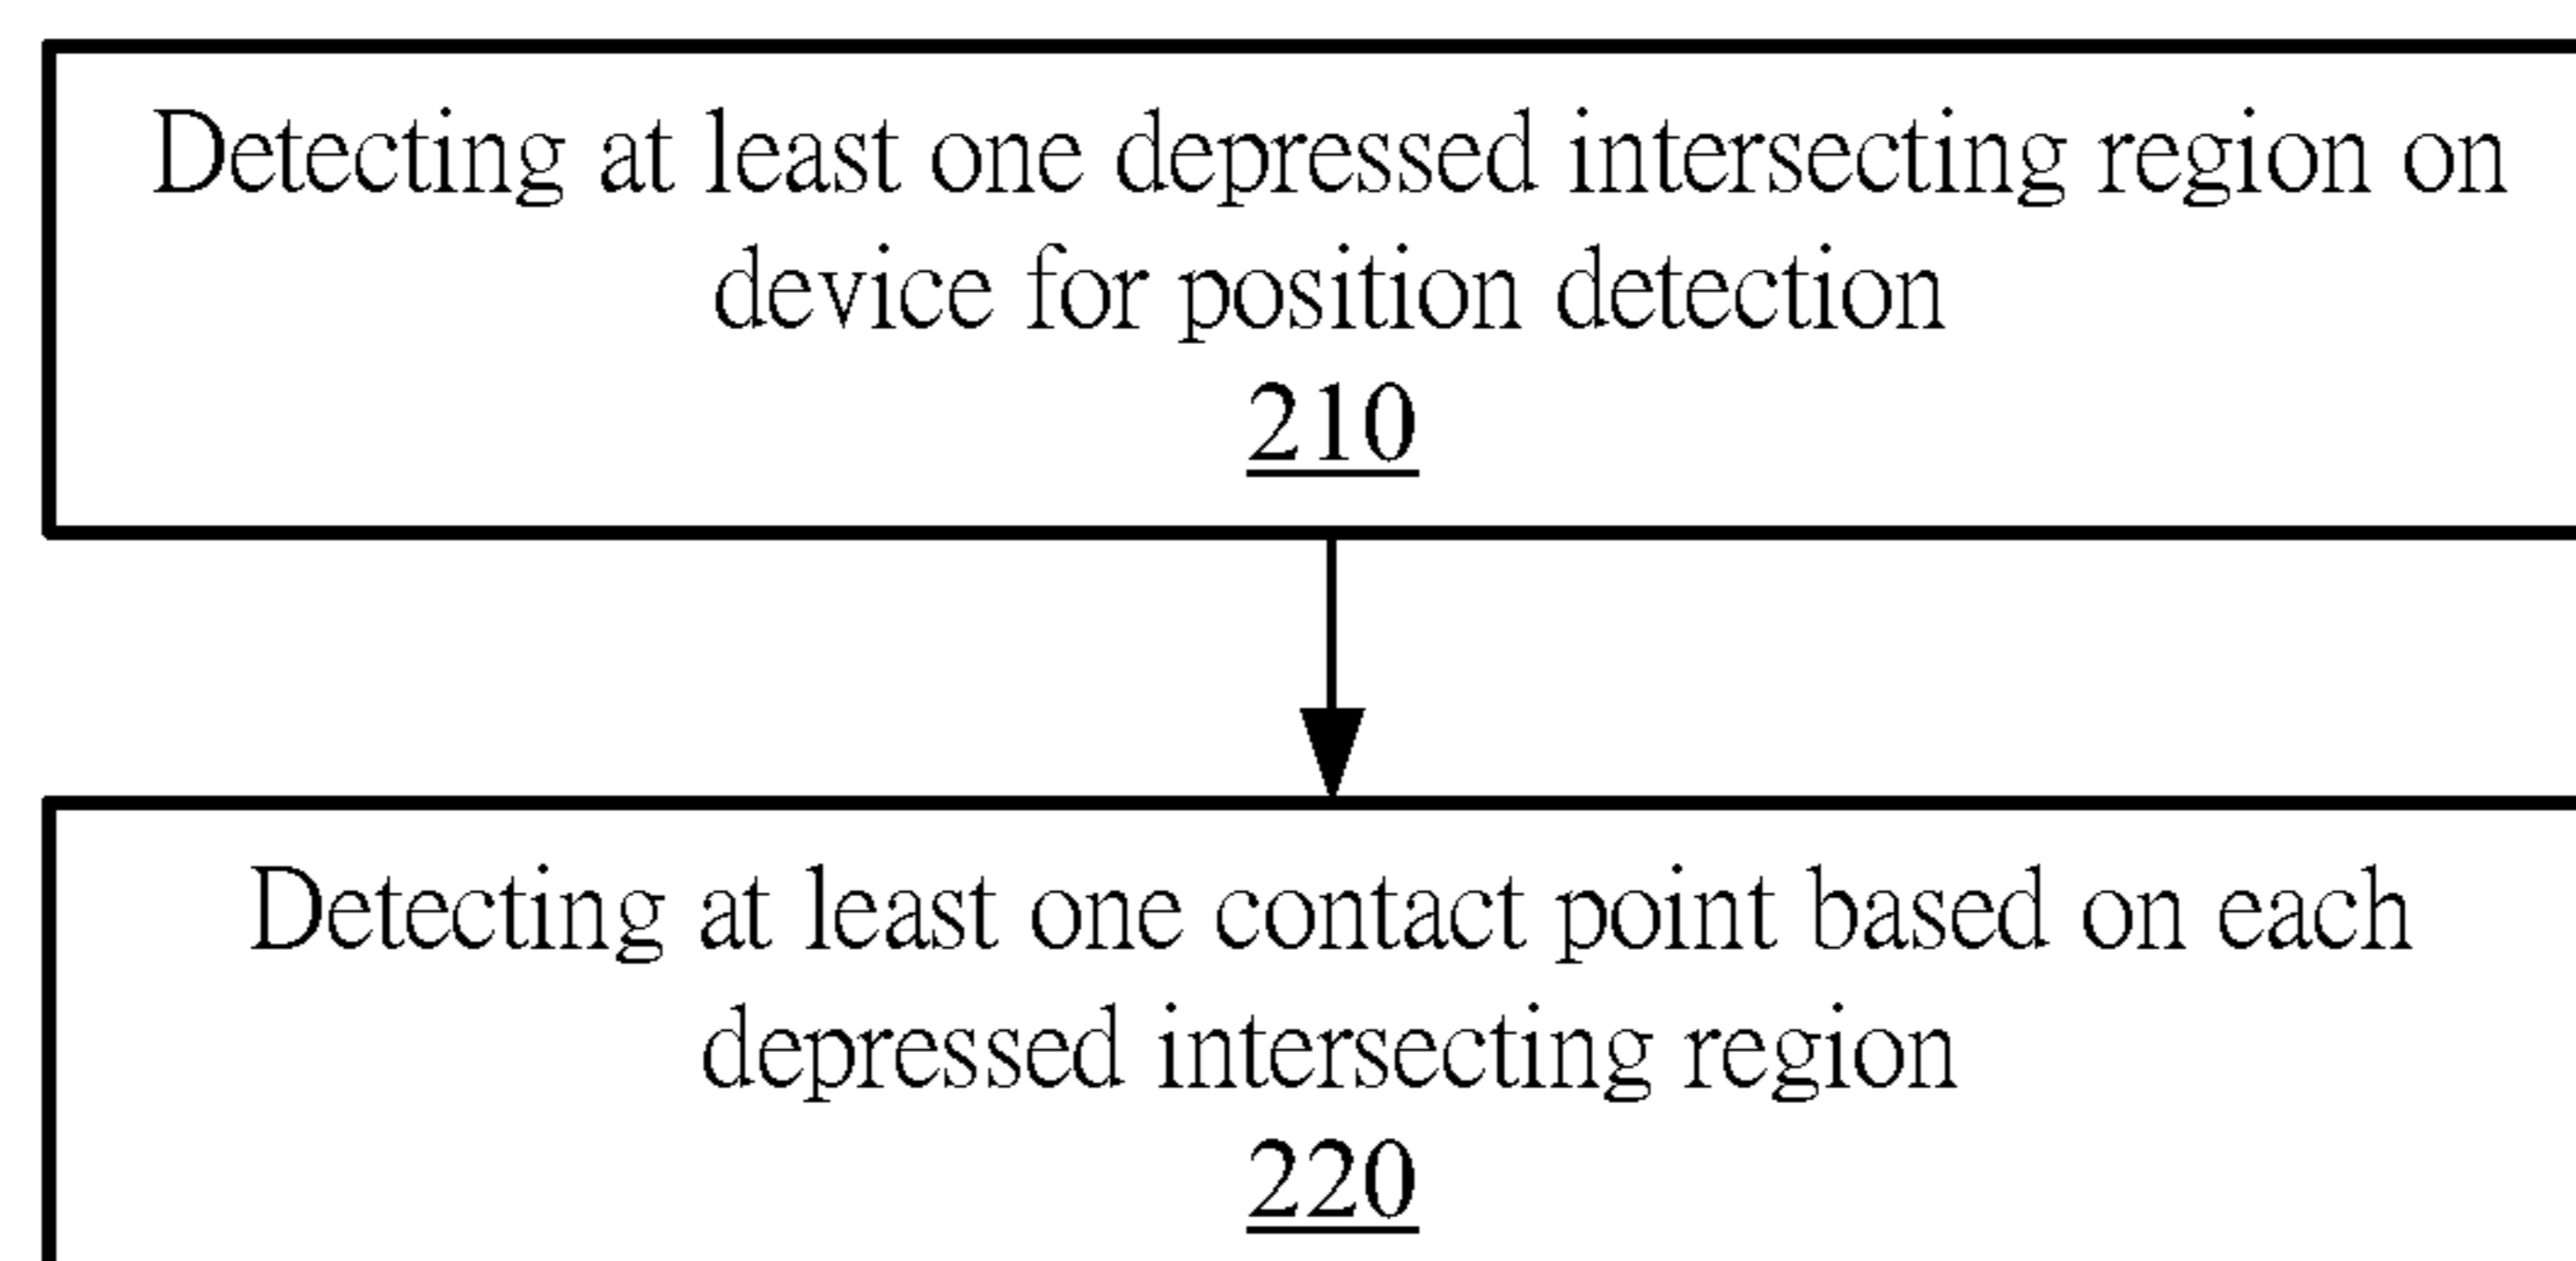 Detecting at least one depressed intersecting region on
device for position detection
210
Detecting at least one contact point based on each
depressed intersecting region
220